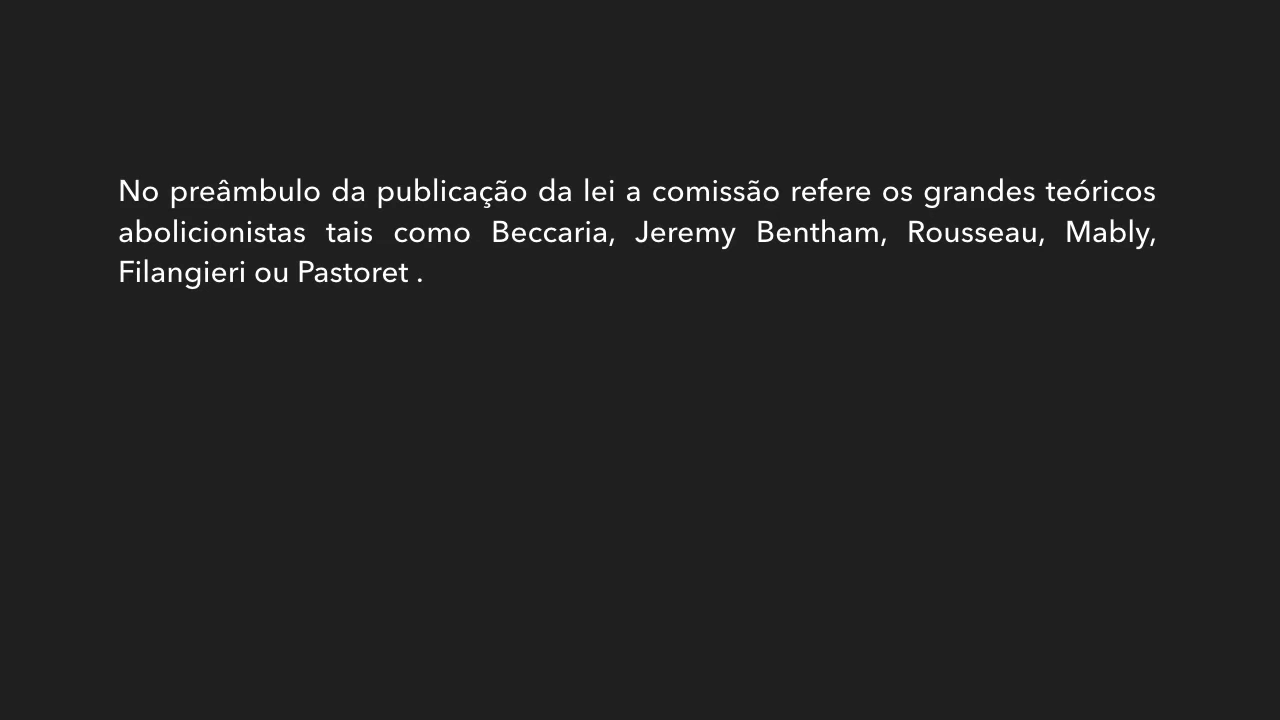 No preâmbulo da publicação da lei a comissão refere os grandes teóricos
abolicionistas tais como Beccaria, Jeremy Bentham, Rousseau, Mably,
Filangieri ou Pastoret .